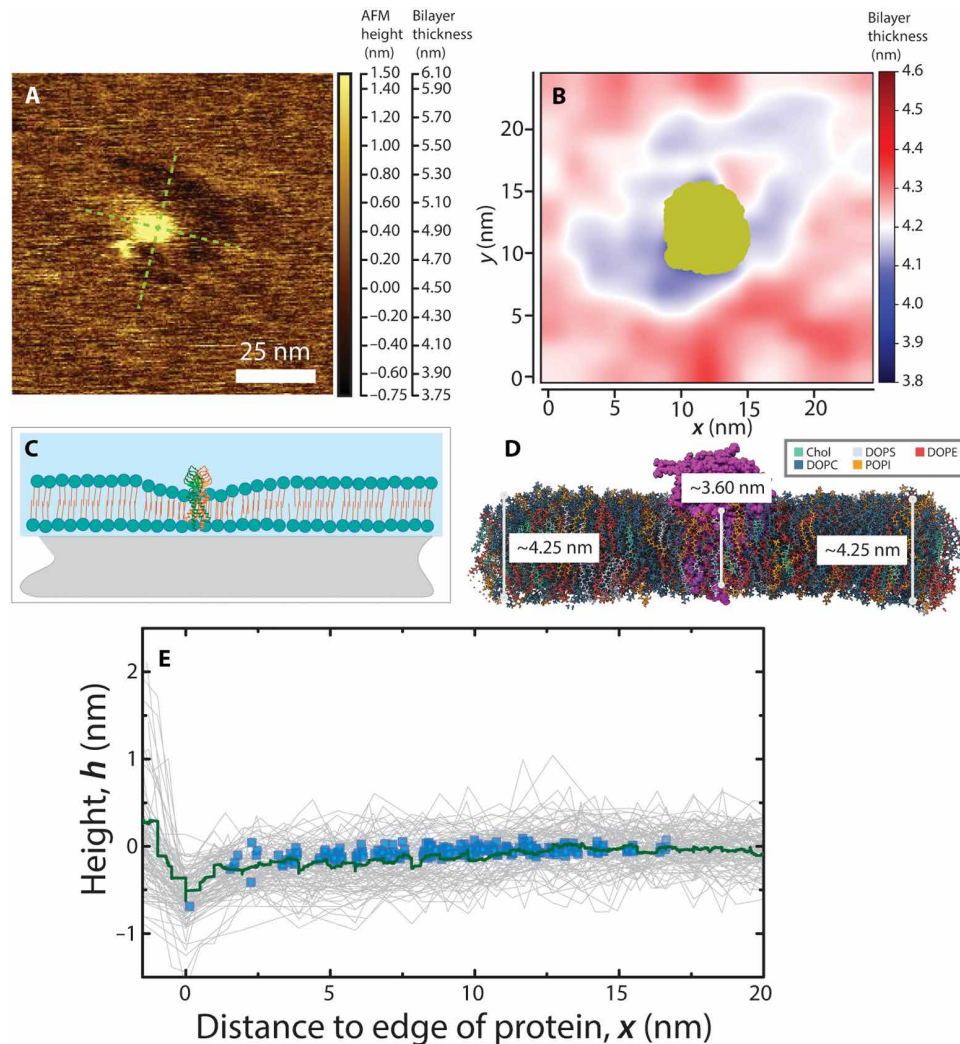 AFM height (nm)
Bilayer thickness (nm)
A
1.50 6.10
1.40 5.90
1.20 5.70
1.00 5.50
0.80 5.30
0.60 5.10
0.40 4.90
0.20 4.70
0.00 4.50
−0.20 4.30
−0.40 4.10
−0.60 3.90
−0.75 3.75
25 nm
Bilayer
thickness
(nm)
B
20
15
10
5
0
y (nm)
0 5 10 15 20
x (nm)
4.6
4.5
4.4
4.3
4.2
4.1
4.0
3.9
3.8
C
D
Chol DOPS DOPE
DOPC POPI
~3.60 nm
~4.25 nm
~4.25 nm
E
2
1
0
−1
Height, h (nm)
0 5 10 15 20
Distance to edge of protein, x (nm)